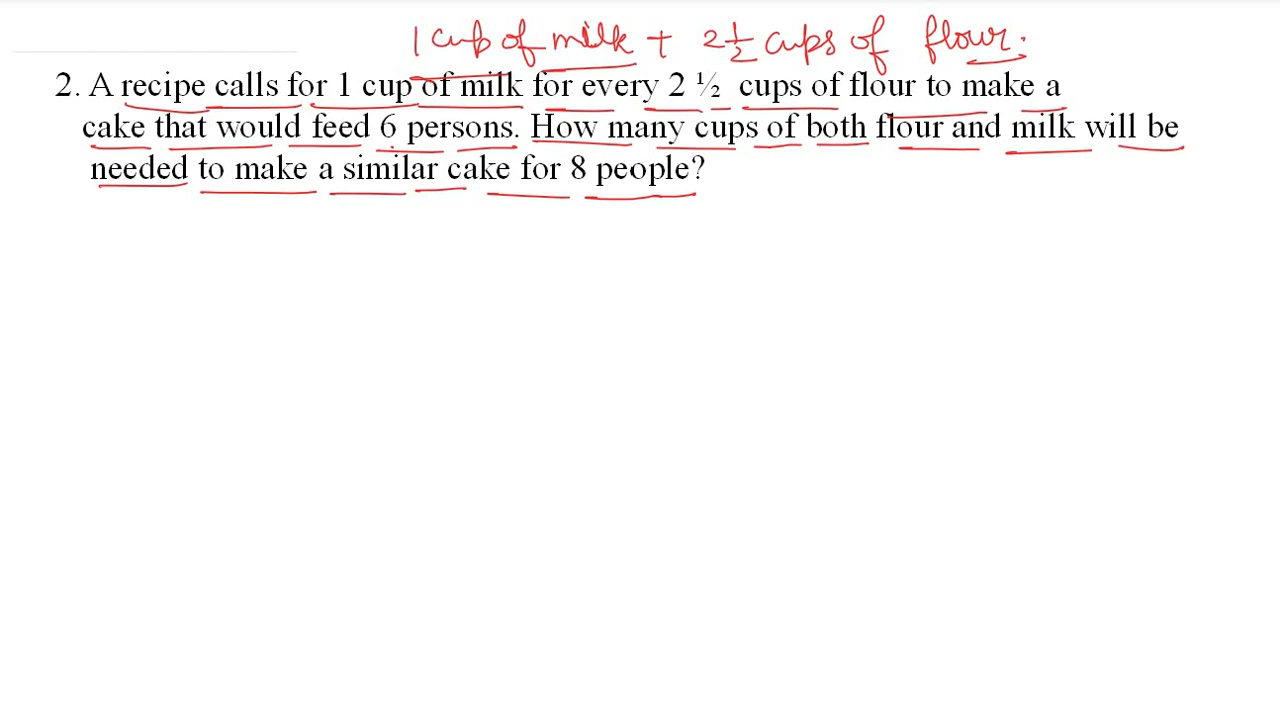 1 cup of milk + 2 1/2 cups of flour.
2. A recipe calls for 1 cup of milk for every 2 ½ cups of flour to make a
cake that would feed 6 persons. How many cups of both flour and milk will be
needed to make a similar cake for 8 people?